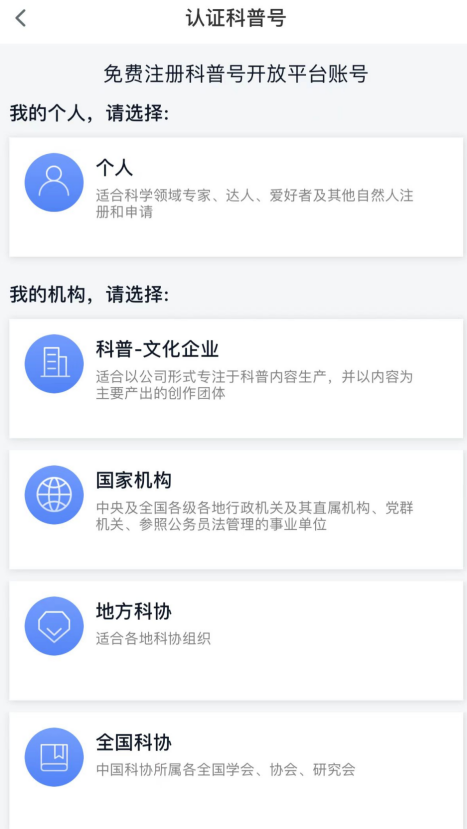 认证科普号
免费注册科普号开放平台账号
我的个人，请选择:
个人
适合科学领域专家、达人、爱好者及其他自然人注
册和申请
我的机构，请选择:
科普-文化企业
适合以公司形式专注于科普内容生产，并以内容为
主要产出的创作团体
国家机构
中央及全国各级各地行政机关及其直属机构、党群
机关、参照公务员法管理的事业单位
地方科协
适合各地科协组织
全国科协
中国科协所属各全国学会、协会、研究会